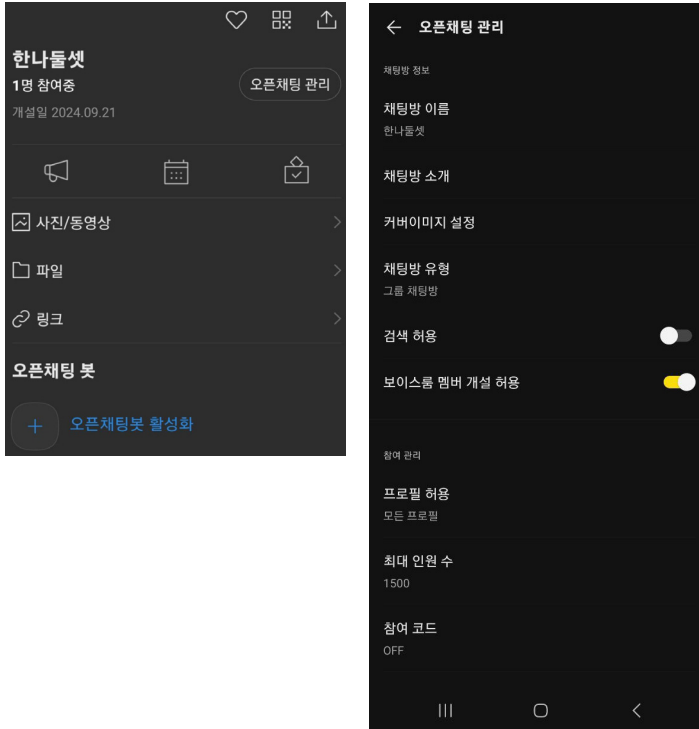 한나둘셋
1명 참여중
오픈채팅 관리
개설일 2024.09.21
사진/동영상
파일
링크
오픈채팅 봇
오픈채팅봇 활성화
오픈채팅 관리
채팅방 정보
채팅방 이름
한나둘셋
채팅방 소개
커버이미지 설정
채팅방 유형
그룹 채팅방
검색 허용
보이스룸 멤버 개설 허용
참여 관리
프로필 허용
모든 프로필
최대 인원 수
1500
참여 코드
OFF